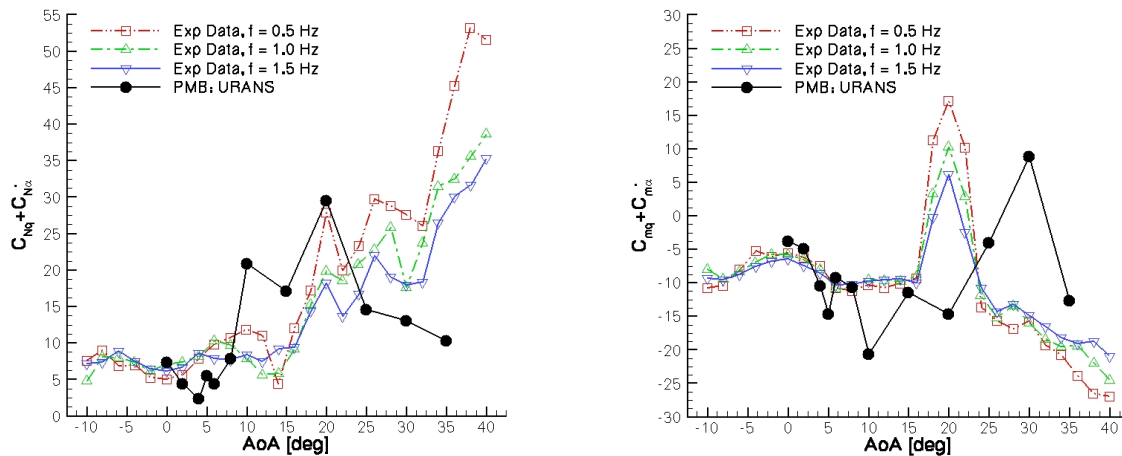 55
50
45
40
35
30
25
20
15
10
5
0
-10 -5 0 5 10 15 20 25 30 35 40
AoA [deg]
C_Nq+C_Nα̇
Exp Data, f = 0.5 Hz
Exp Data, f = 1.0 Hz
Exp Data, f = 1.5 Hz
PMB: URANS
30
25
20
15
10
5
0
-5
-10
-15
-20
-25
-30
-10 -5 0 5 10 15 20 25 30 35 40
AoA [deg]
C_mq+C_mα̇
Exp Data, f = 0.5 Hz
Exp Data, f = 1.0 Hz
Exp Data, f = 1.5 Hz
PMB: URANS